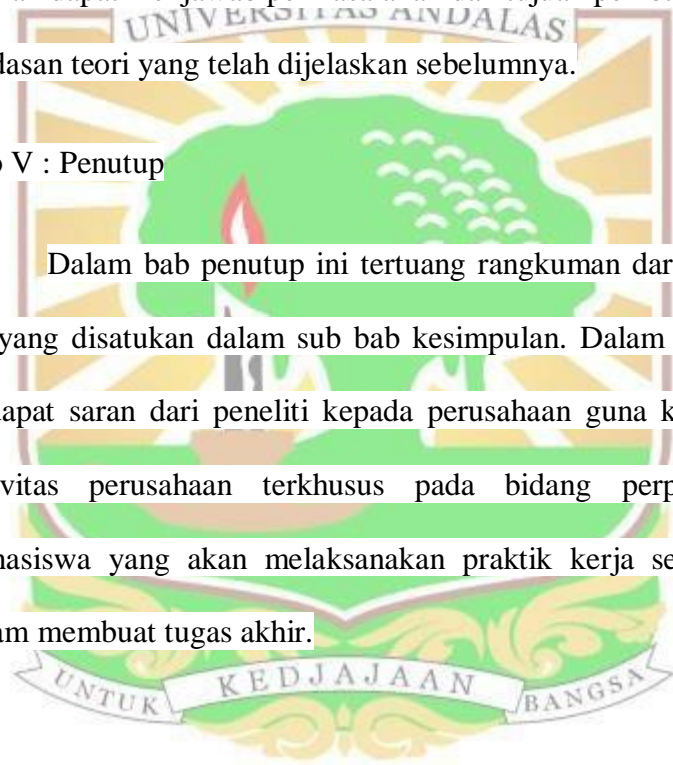 UNIVERSITAS ANDALAS
dasan teori yang telah dijelaskan sebelumnya.
V : Penutup
Dalam bab penutup ini tertuang rangkuman dar
yang disatukan dalam sub bab kesimpulan. Dalam
dapat saran dari peneliti kepada perusahaan guna k
vitas perusahaan terkhusus pada bidang perp
asiswa yang akan melaksanakan praktik kerja se
am membuat tugas akhir.
UNTUK KEDJAJAAN BANGSA